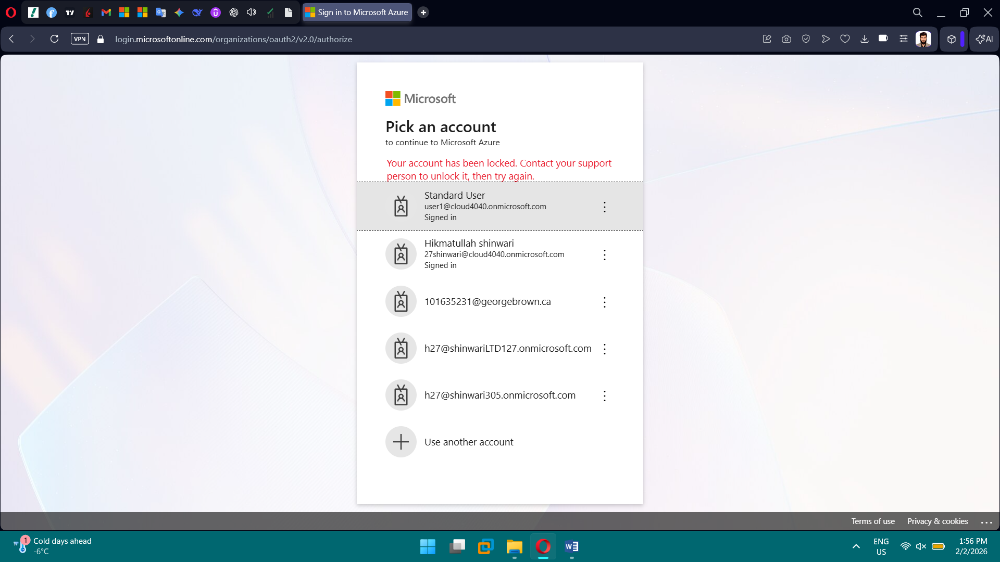 Sign in to Microsoft Azure
VPN
login.microsoftonline.com/organizations/oauth2/v2.0/authorize
AI
Microsoft
Pick an account
to continue to Microsoft Azure
Your account has been locked. Contact your support
person to unlock it, then try again.
Standard User
user1@cloud4040.onmicrosoft.com
Signed in
Hikmatullah shinwari
27shinwari@cloud4040.onmicrosoft.com
Signed in
101635231@georgebrown.ca
h27@shinwariLTD127.onmicrosoft.com
h27@shinwari305.onmicrosoft.com
Use another account
Terms of use
Privacy & cookies
...
1
Cold days ahead
-6°C
W
ENG
US
1:56 PM
2/2/2026